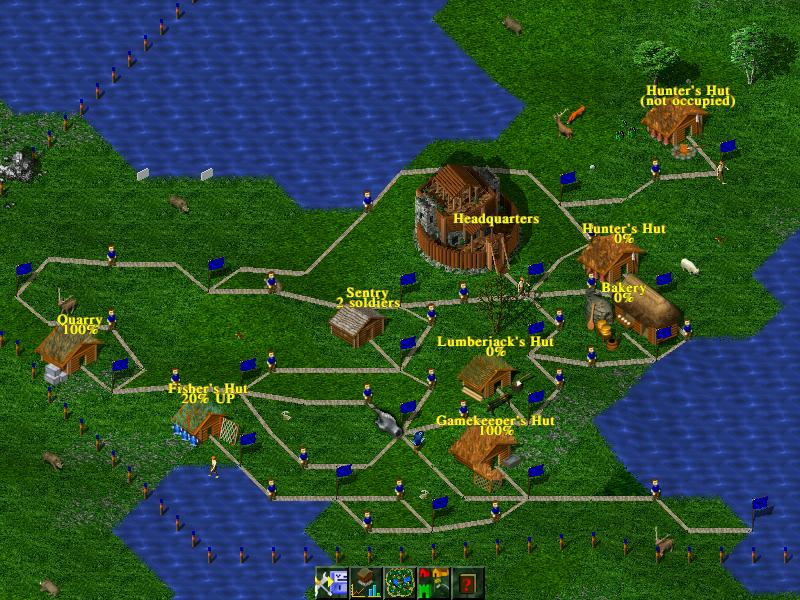 Hunter's Hut
(not occupied)
Headquarters
Hunter's Hut
0%
Bakery
0%
Sentry
2 soldiers
Quarry
100%
Lumberjack's Hut
0%
Fisher's Hut
20% UP
Gamekeeper's Hut
100%
?